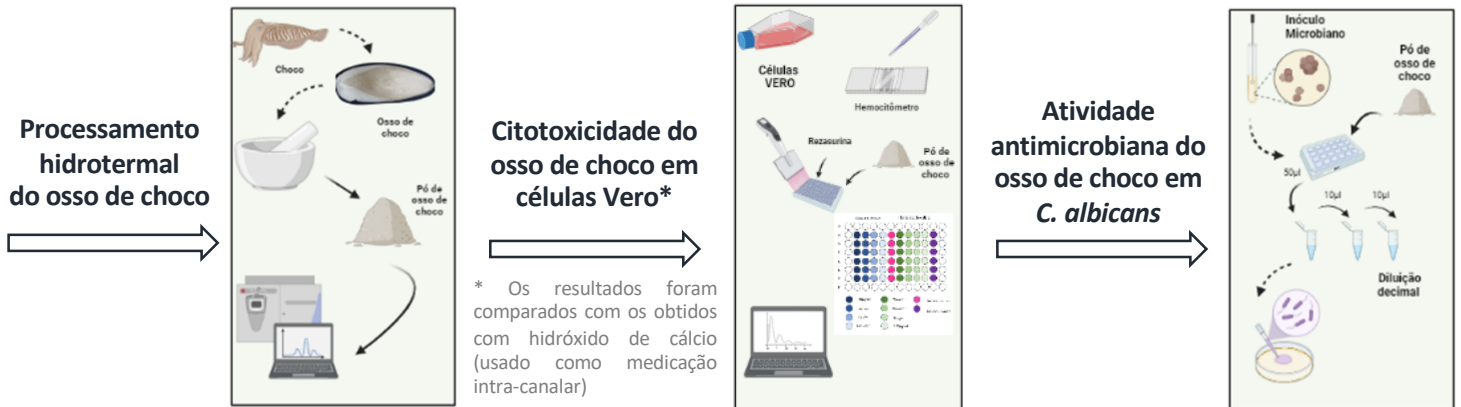 Processamento
hidrotermal
do osso de choco
Choco
Osso de
choco
Pó de
osso de
choco
Citotoxicidade do
osso de choco em
células Vero*
* Os resultados foram
comparados com os obtidos
com hidróxido de cálcio
(usado como medicação
intra-canalar)
Células
VERO
Hemocitômetro
Rezasurina
Pó de
osso de
choco
Atividade
antimicrobiana do
osso de choco em
C. albicans
Inóculo
Microbiano
Pó de
osso de
choco
50µl
10µl
10µl
Diluição
decimal